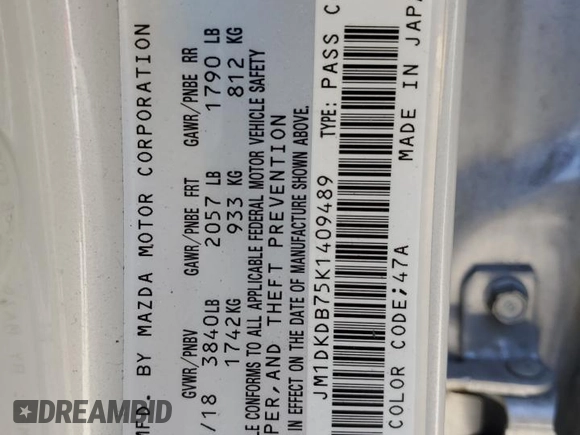 MFD. BY MAZDA MOTOR CORPORATION
GVWR/PNBV GAWR/PNBE FRT GAWR/PNBE RR
/18 3840LB 2057 LB 1790 LB
1742KG 933 KG 812 KG
LE CONFORMS TO ALL APPLICABLE FEDERAL MOTOR VEHICLE SAFETY
PER, AND THEFT PREVENTION
IN EFFECT ON THE DATE OF MANUFACTURE SHOWN ABOVE.
JM1DKDB75K1409489 TYPE: PASS C
COLOR CODE;47A MADE IN JAPA
DREAMBID